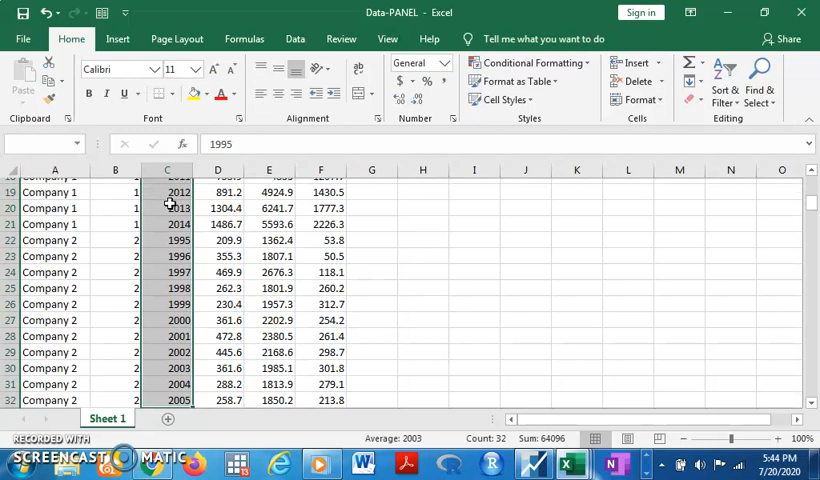 Data-PANEL - Excel
Sign in
File Home Insert Page Layout Formulas Data Review View Help Tell me what you want to do Share
Paste Calibri 11 A A General Conditional Formatting Insert
B I U A $ % , Format as Table Delete Sort & Find &
Cell Styles Format Filter Select
Clipboard Font Alignment Number Styles Cells Editing
fx 1995
A B C D E F G H I J K L M N O
19 Company 1 1 2012 891.2 4924.9 1430.5
20 Company 1 1 2013 1304.4 6241.7 1777.3
21 Company 1 1 2014 1486.7 5593.6 2226.3
22 Company 2 2 1995 209.9 1362.4 53.8
23 Company 2 2 1996 355.3 1807.1 50.5
24 Company 2 2 1997 469.9 2676.3 118.1
25 Company 2 2 1998 262.3 1801.9 260.2
26 Company 2 2 1999 230.4 1957.3 312.7
27 Company 2 2 2000 361.6 2202.9 254.2
28 Company 2 2 2001 472.8 2380.5 261.4
29 Company 2 2 2002 445.6 2168.6 298.7
30 Company 2 2 2003 361.6 1985.1 301.8
31 Company 2 2 2004 288.2 1813.9 279.1
32 Company 2 2 2005 258.7 1850.2 213.8
Sheet 1
Average: 2003 Count: 32 Sum: 64096 100%
RECORDED WITH
SCREENCAST MATIC
5:44 PM
7/20/2020